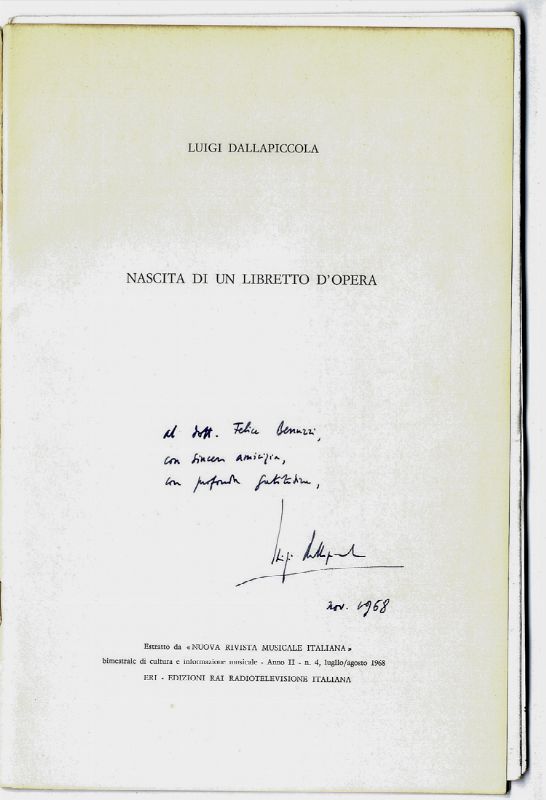 LUIGI DALLAPICCOLA
NASCITA DI UN LIBRETTO D'OPERA
al dott. Felice Benuzzi,
con sincera amicizia,
con profonda gratitudine,
Luigi Dallapiccola
nov. 1968
Estratto da «NUOVA RIVISTA MUSICALE ITALIANA»
bimestrale di cultura e informazione musicale - Anno II - n. 4, luglio/agosto 1968
ERI - EDIZIONI RAI RADIOTELEVISIONE ITALIANA